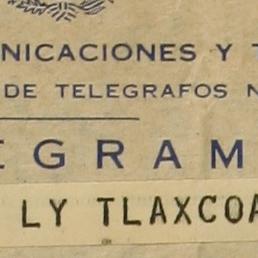 NICACIONES Y T
DE TELEGRAFOS N
EGRAM
LY TLAXCOA